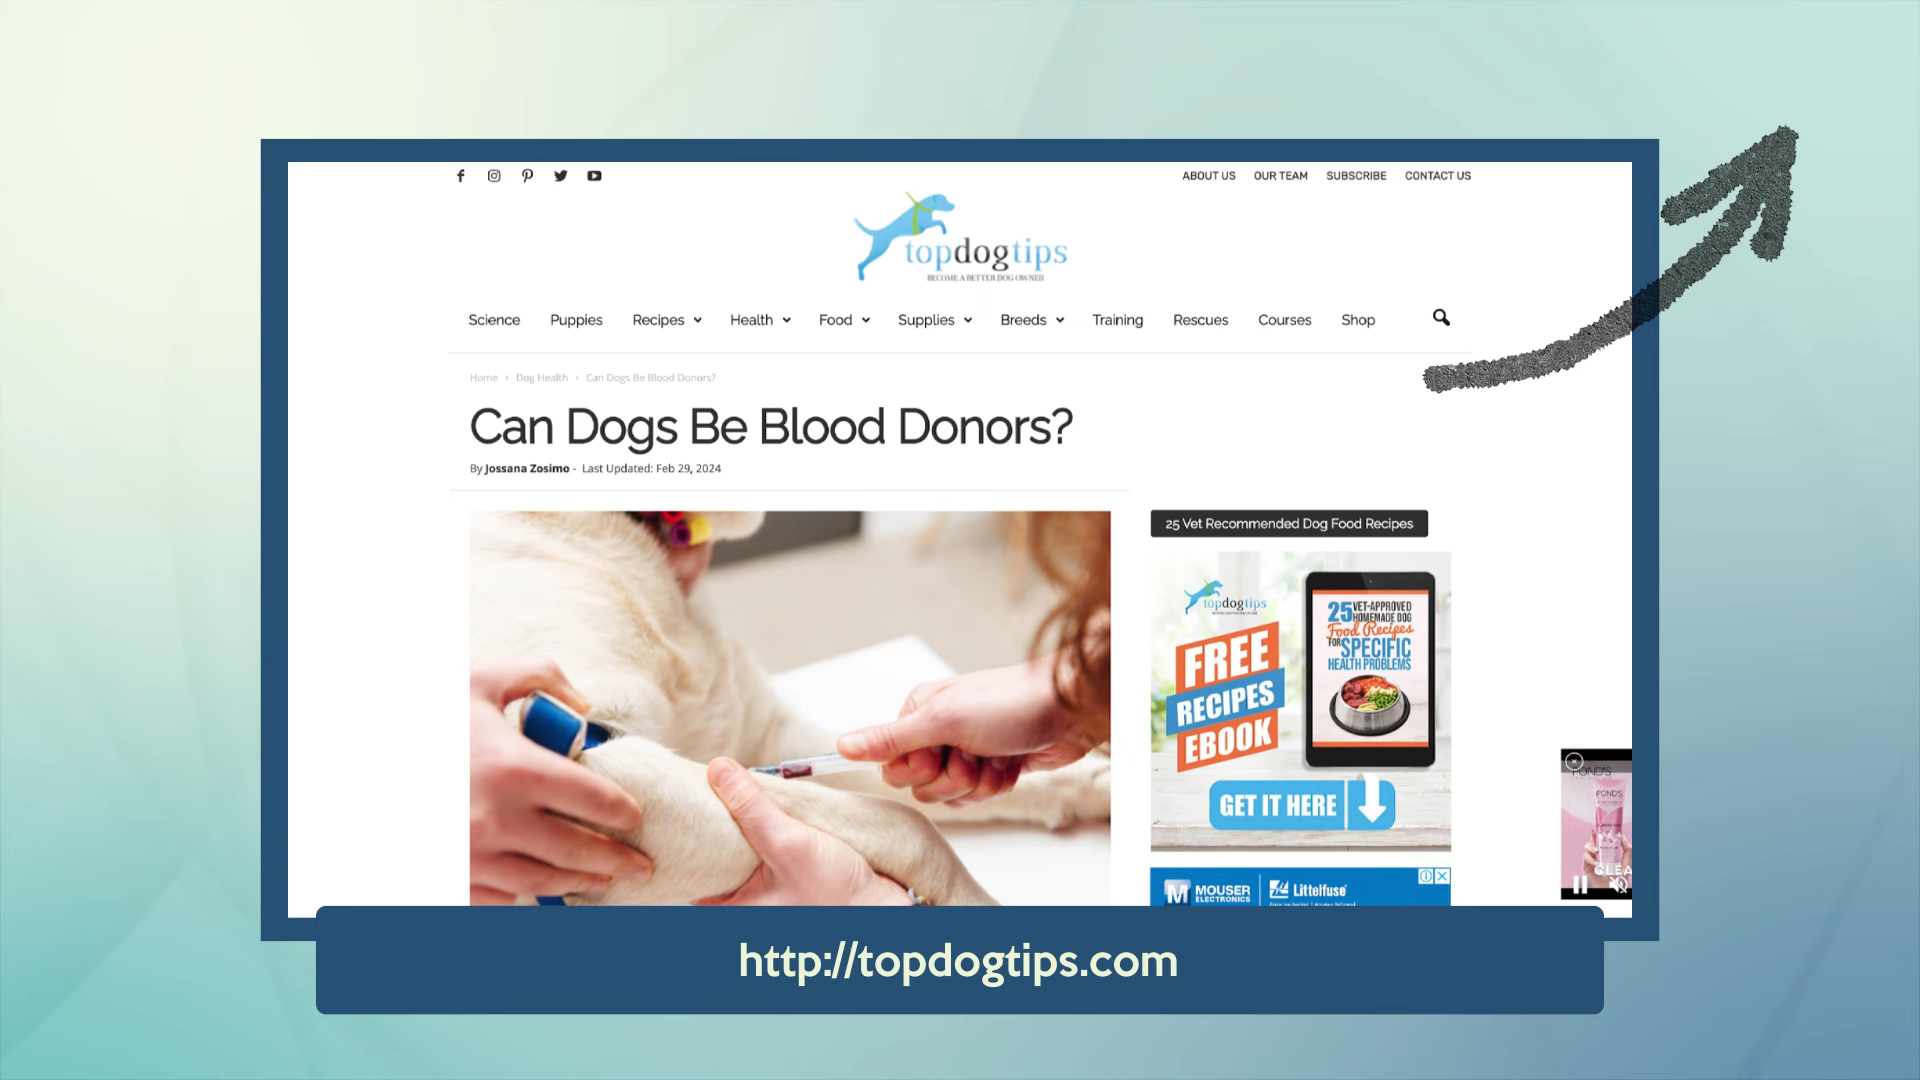 ABOUT US OUR TEAM SUBSCRIBE CONTACT US
topdogtips
BECOME A BETTER DOG OWNER
Science Puppies Recipes Health Food Supplies Breeds Training Rescues Courses Shop
Home › Dog Health › Can Dogs Be Blood Donors?
Can Dogs Be Blood Donors?
By Jossana Zosimo - Last Updated: Feb 29, 2024
25 Vet Recommended Dog Food Recipes
topdogtips
FREE
RECIPES
EBOOK
25 VET-APPROVED
HOMEMADE DOG
Food Recipes
FOR SPECIFIC
HEALTH PROBLEMS
GET IT HERE
POND'S
POND'S
CLEA
M MOUSER
ELECTRONICS
Littelfuse
http://topdogtips.com